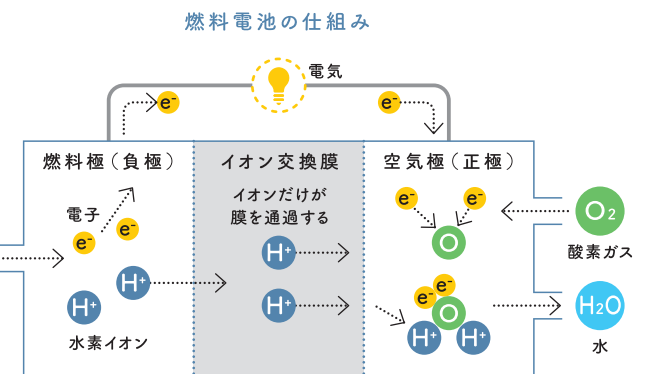 燃料電池の仕組み
電気
e⁻
e⁻
燃料極（負極）
イオン交換膜
空気極（正極）
イオンだけが
膜を通過する
電子
e⁻
e⁻
e⁻
e⁻
O₂
酸素ガス
O
H⁺
H⁺
H⁺
H⁺
水素イオン
e⁻
e⁻
O
H⁺
H⁺
H₂O
水